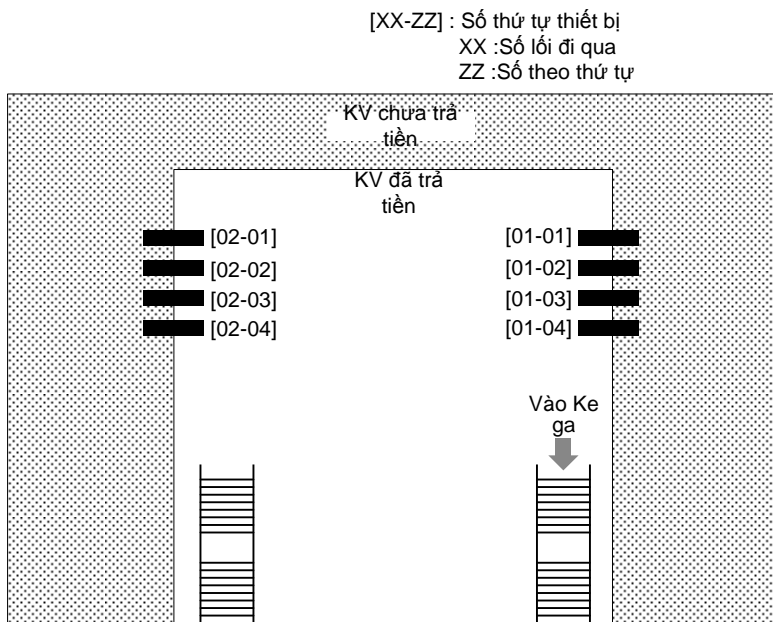 [XX-ZZ] : Số thứ tự thiết bị
XX :Số lối đi qua
ZZ :Số theo thứ tự
KV chưa trả
tiền
KV đã trả
tiền
[02-01]
[01-01]
[02-02]
[01-02]
[02-03]
[01-03]
[02-04]
[01-04]
Vào Ke
ga